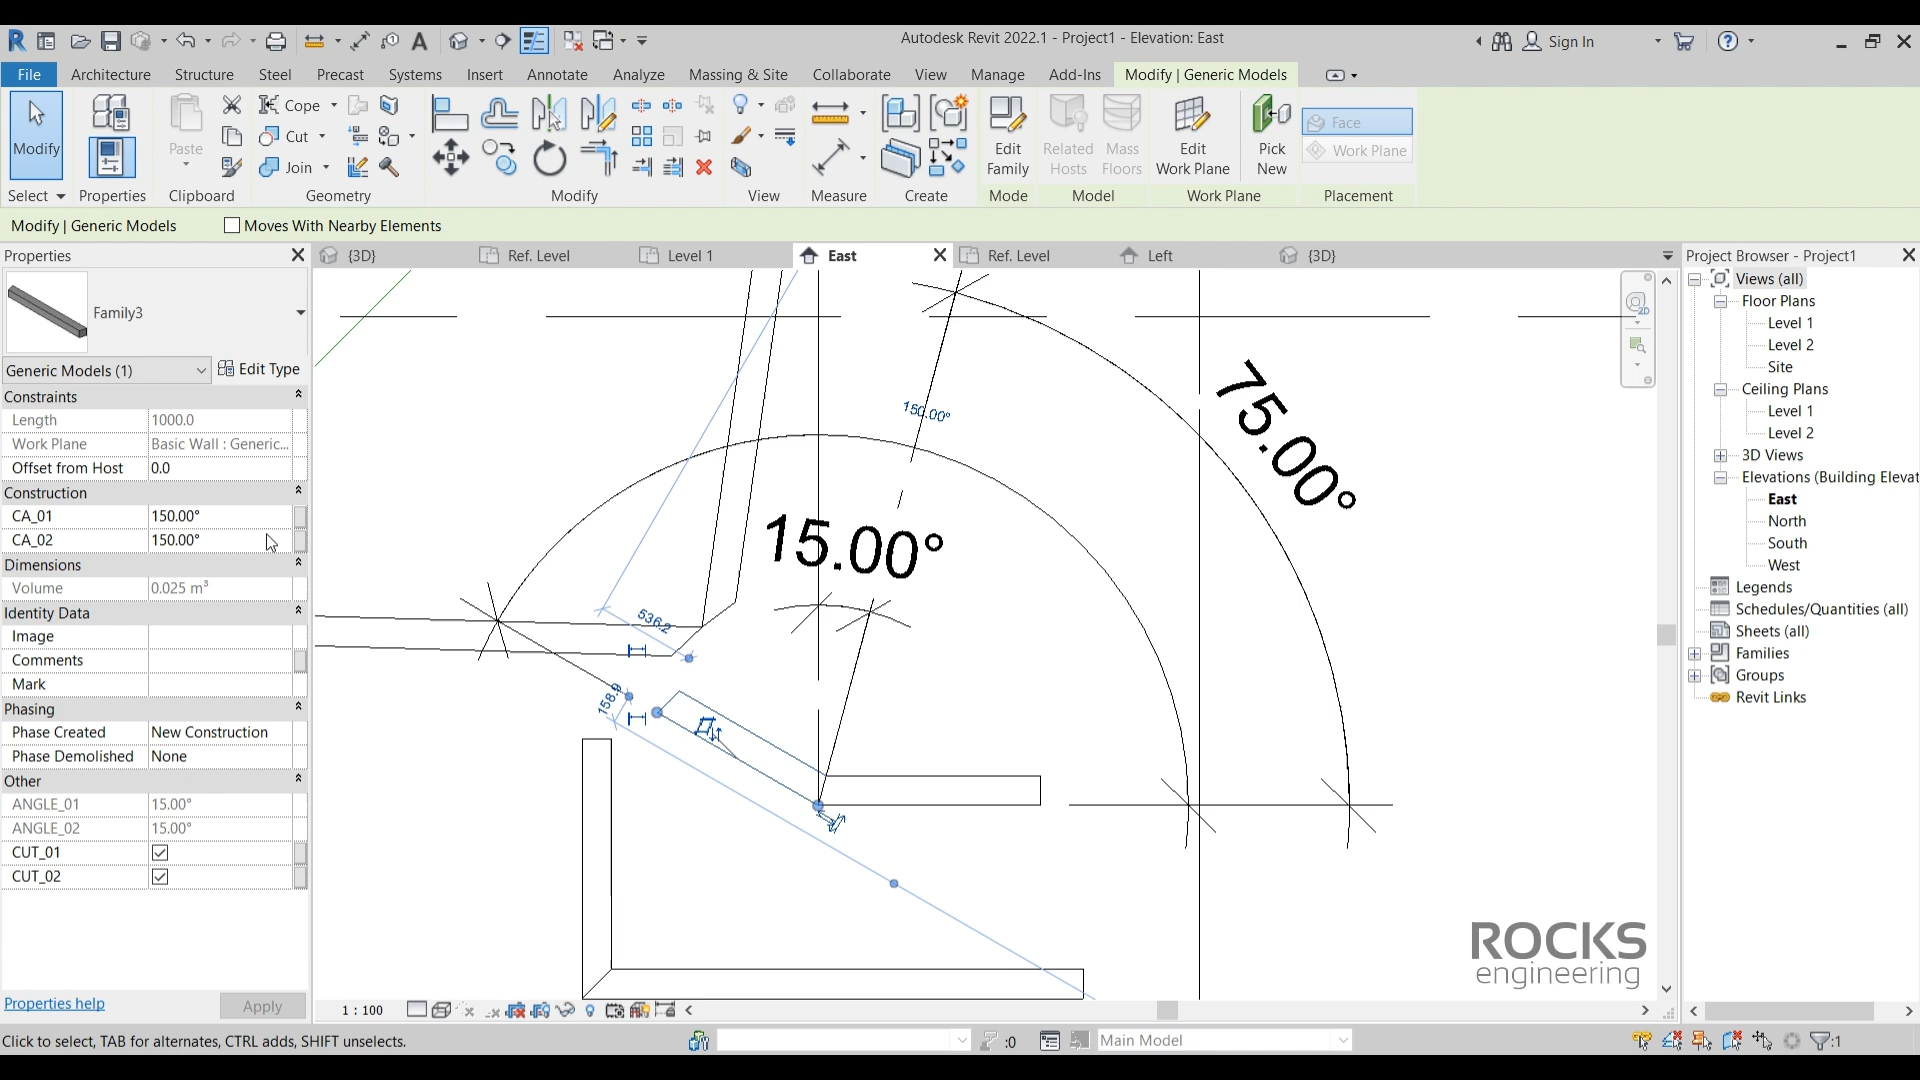 Autodesk Revit 2022.1 - Project1 - Elevation: East
Sign In
File Architecture Structure Steel Precast Systems Insert Annotate Analyze Massing & Site Collaborate View Manage Add-Ins Modify | Generic Models
Modify
Paste
Cope
Cut
Join
Edit Family
Related Hosts
Mass Floors
Edit Work Plane
Pick New
Face
Work Plane
Select Properties Clipboard Geometry Modify View Measure Create Mode Model Work Plane Placement
Modify | Generic Models Moves With Nearby Elements
Properties
{3D} Ref. Level Level 1 East Ref. Level Left {3D}
Family3
Generic Models (1) Edit Type
Constraints
Length 1000.0
Work Plane Basic Wall : Generic...
Offset from Host 0.0
Construction
CA_01 150.00°
CA_02 150.00°
Dimensions
Volume 0.025 m³
Identity Data
Image
Comments
Mark
Phasing
Phase Created New Construction
Phase Demolished None
Other
ANGLE_01 15.00°
ANGLE_02 15.00°
CUT_01
CUT_02
Properties help Apply
150.00°
75.00°
15.00°
536.2
158.9
ROCKS
engineering
1 : 100
Project Browser - Project1
Views (all)
Floor Plans
Level 1
Level 2
Site
Ceiling Plans
Level 1
Level 2
3D Views
Elevations (Building Elevat
East
North
South
West
Legends
Schedules/Quantities (all)
Sheets (all)
Families
Groups
Revit Links
Click to select, TAB for alternates, CTRL adds, SHIFT unselects.
:0
Main Model
:1